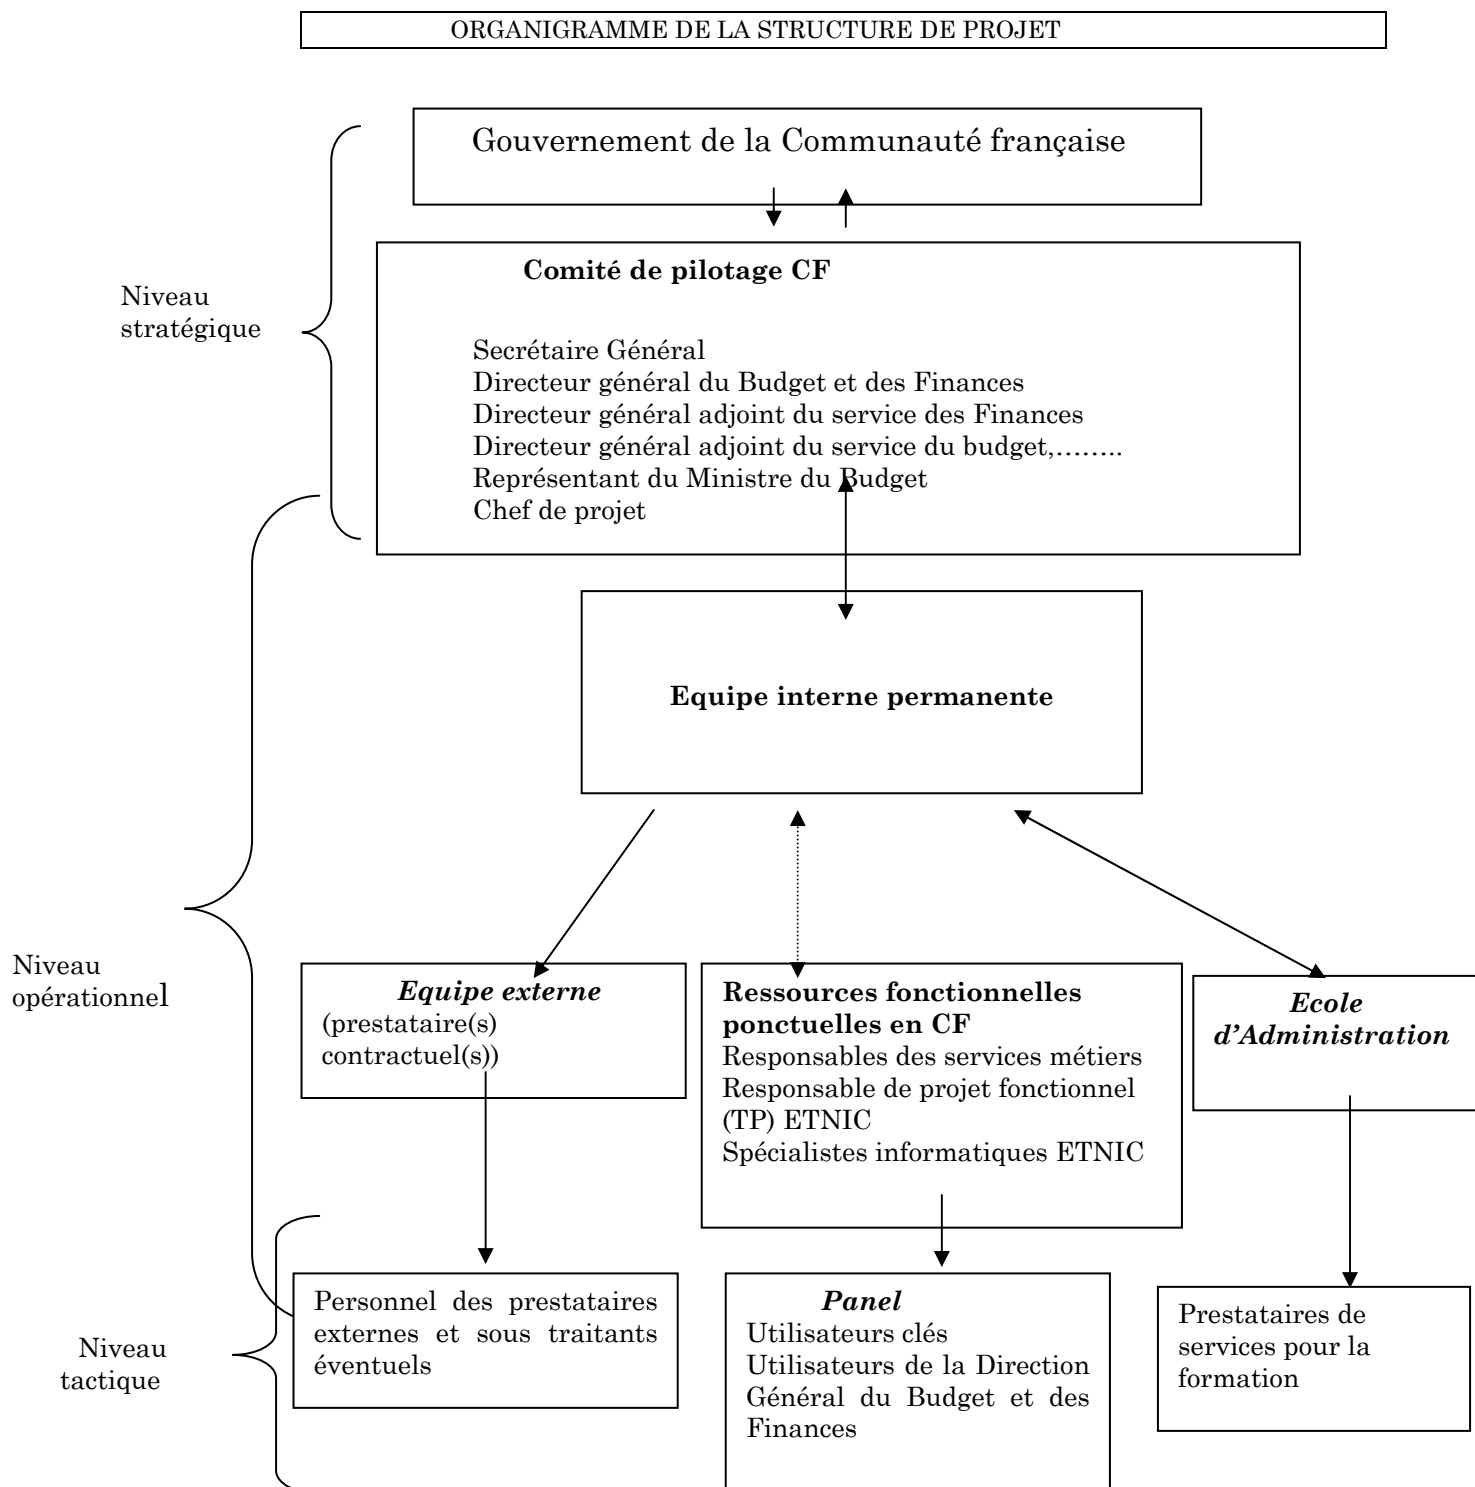 ORGANIGRAMME DE LA STRUCTURE DE PROJET
Gouvernement de la Communauté française
Comité de pilotage CF
Niveau
stratégique
Secrétaire Général
Directeur général du Budget et des Finances
Directeur général adjoint du service des Finances
Directeur général adjoint du service du budget,……..
Représentant du Ministre du Budget
Chef de projet
Equipe interne permanente
Niveau
opérationnel
Equipe externe
(prestataire(s)
contractuel(s))
Ressources fonctionnelles
ponctuelles en CF
Responsables des services métiers
Responsable de projet fonctionnel
(TP) ETNIC
Spécialistes informatiques ETNIC
Ecole
d’Administration
Niveau
tactique
Personnel des prestataires
externes et sous traitants
éventuels
Panel
Utilisateurs clés
Utilisateurs de la Direction
Général du Budget et des
Finances
Prestataires de
services pour la
formation